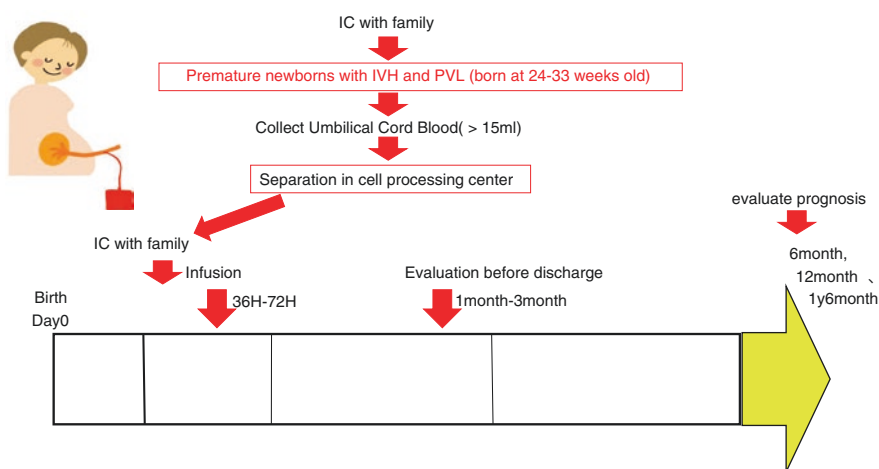 IC with family
Premature newborns with IVH and PVL (born at 24-33 weeks old)
Collect Umbilical Cord Blood( > 15ml)
Separation in cell processing center
evaluate prognosis
IC with family
6month,
12month 、
1y6month
Infusion
Evaluation before discharge
36H-72H
1month-3month
Birth
Day0